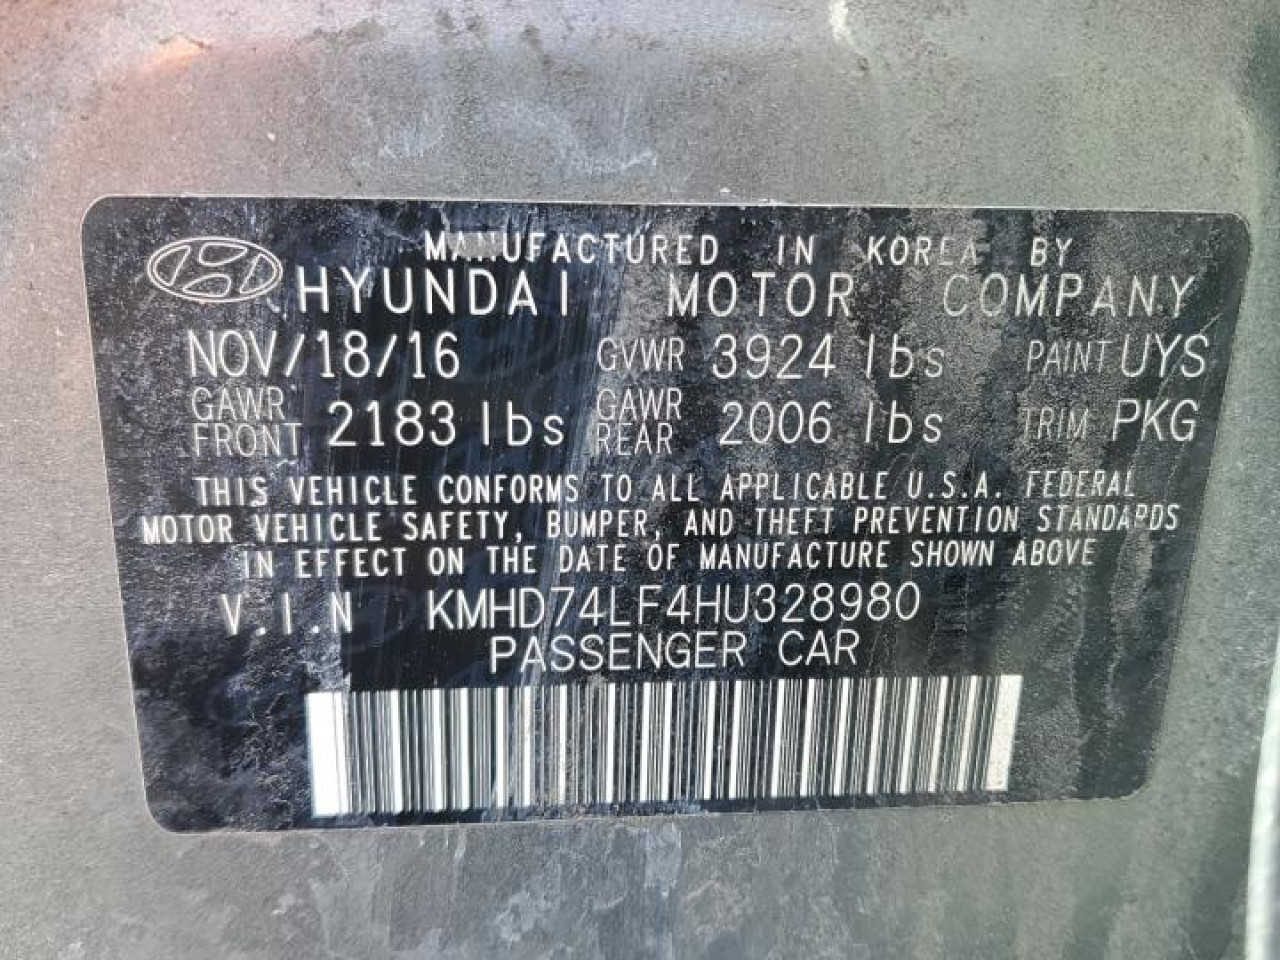 MANUFACTURED IN KOREA BY
HYUNDAI MOTOR COMPANY
NOV/18/16 GVWR 3924 lbs PAINT UYS
GAWR FRONT 2183 lbs GAWR REAR 2006 lbs TRIM PKG
THIS VEHICLE CONFORMS TO ALL APPLICABLE U.S.A. FEDERAL
MOTOR VEHICLE SAFETY, BUMPER, AND THEFT PREVENTION STANDARDS
IN EFFECT ON THE DATE OF MANUFACTURE SHOWN ABOVE
V.I.N KMHD74LF4HU328980
PASSENGER CAR